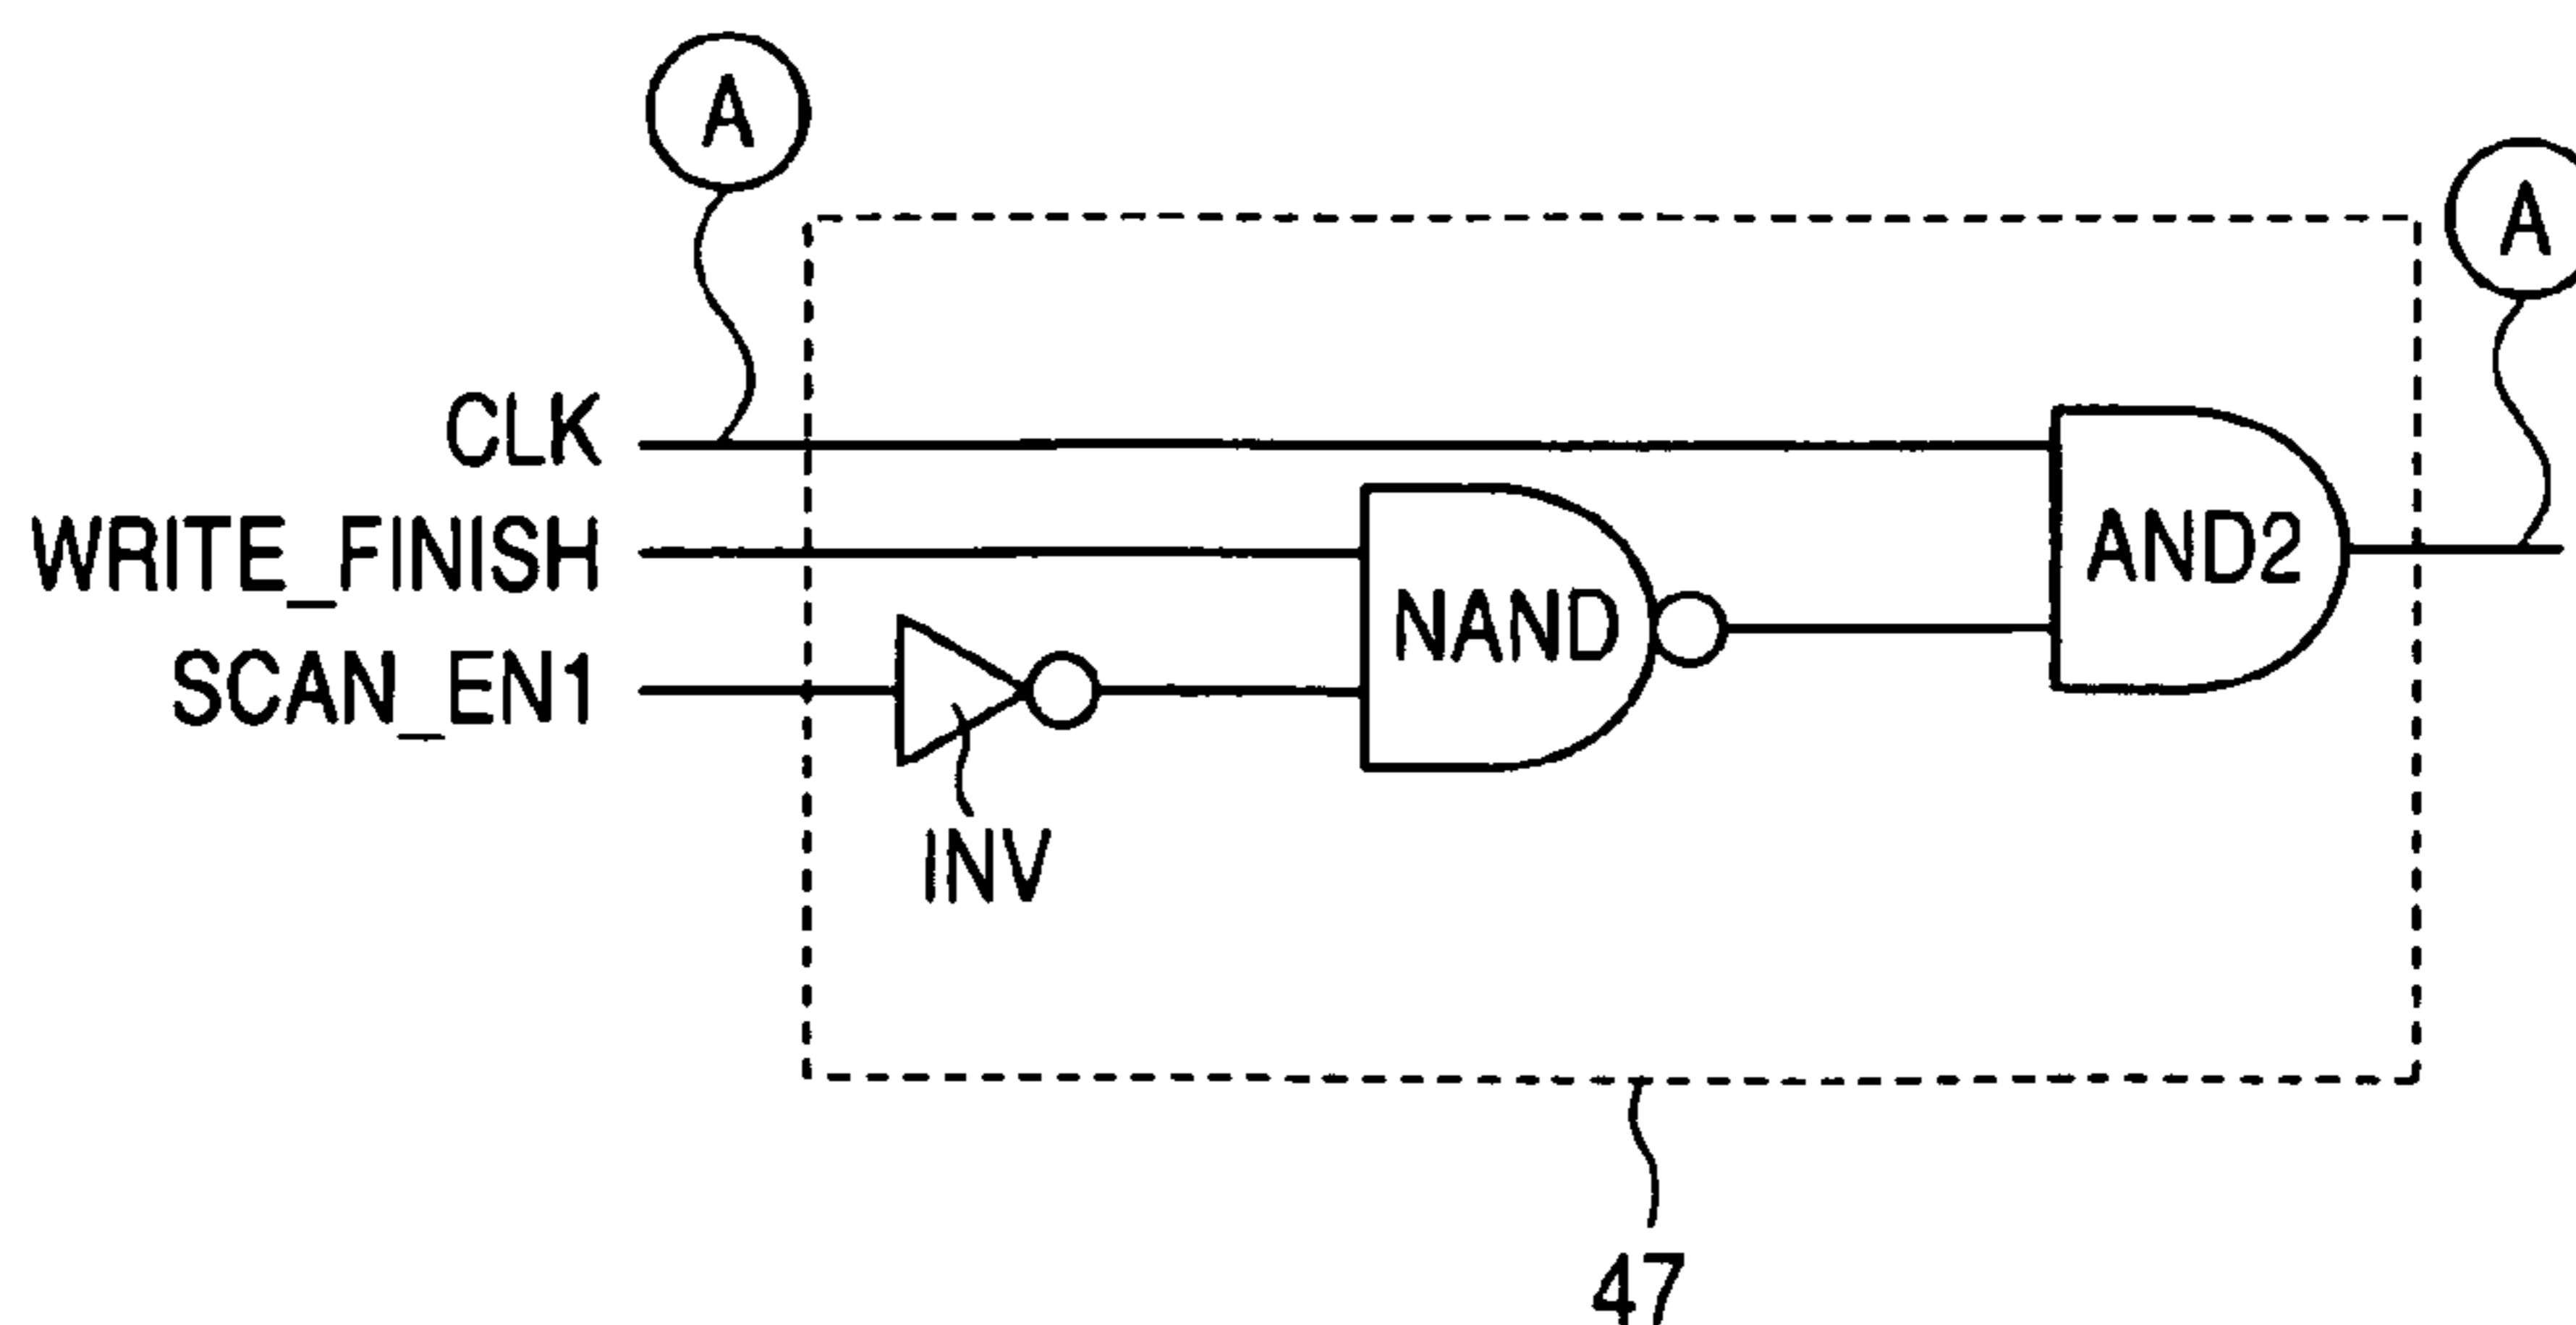 A
A
CLK
WRITE_FINISH
SCAN_EN1
NAND
AND2
INV
47